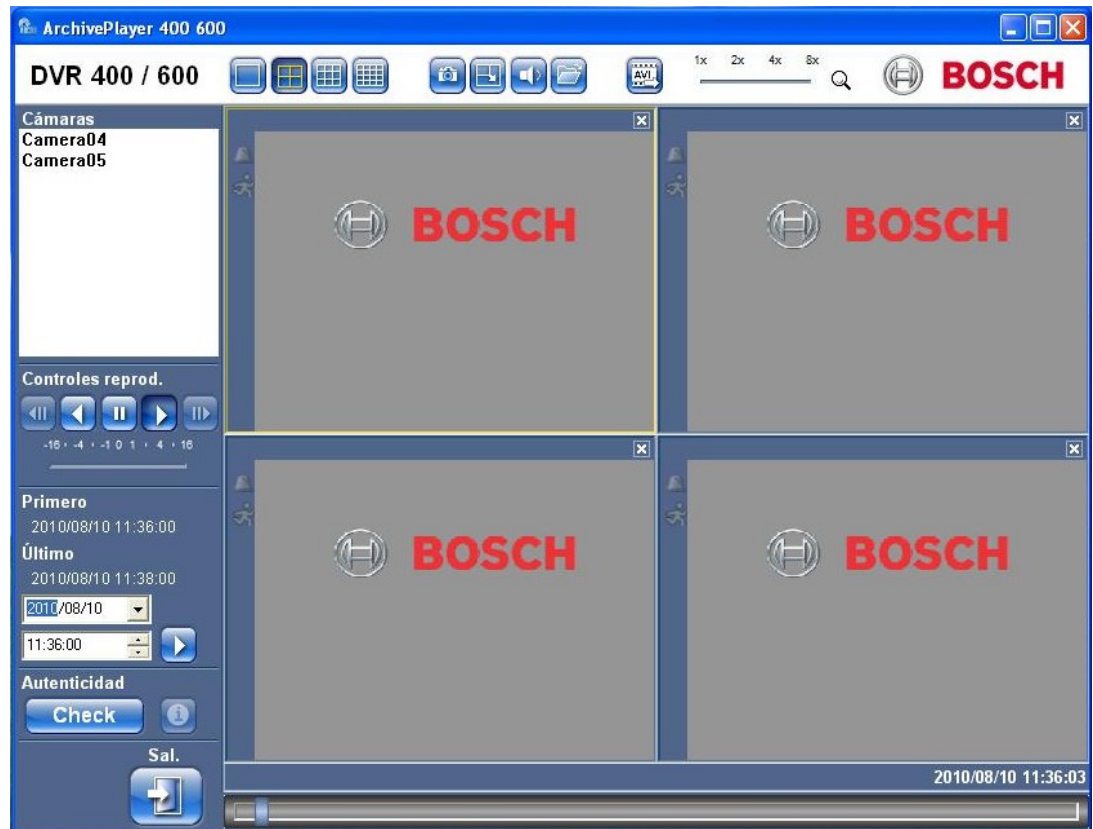 ArchivePlayer 400 600
DVR 400 / 600
AVI
1x 2x 4x 8x
BOSCH
Cámaras
Camera04
Camera05
BOSCH
BOSCH
Controles reprod.
-16 · -4 · -1 0 1 · 4 · 16
Primero
2010/08/10 11:36:00
Último
2010/08/10 11:38:00
2010/08/10
11:36:00
BOSCH
BOSCH
Autenticidad
Check
Sal.
2010/08/10 11:36:03